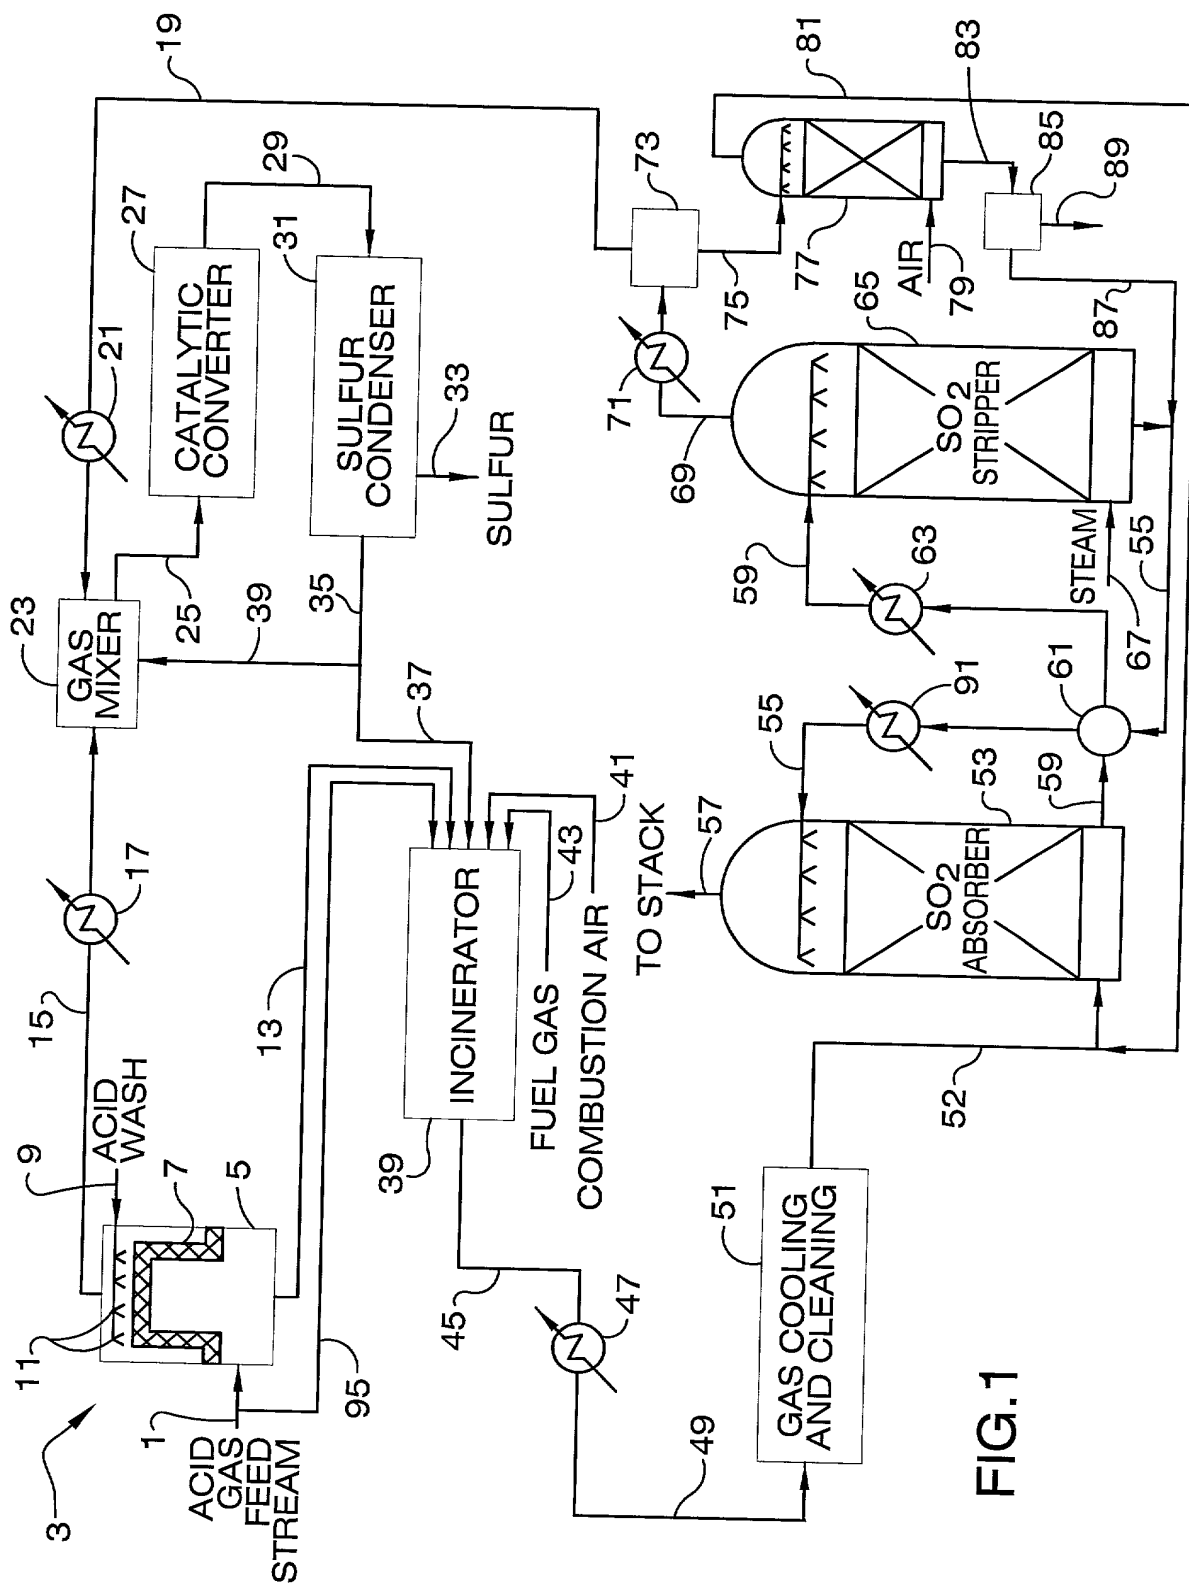 3
1
ACID
GAS
FEED
STREAM
11
9
ACID
WASH
7
5
95
13
15
17
23
GAS
MIXER
21
19
25
27
CATALYTIC
CONVERTER
29
31
SULFUR
CONDENSER
33
SULFUR
35
39
37
39
INCINERATOR
41
43
FUEL GAS
COMBUSTION AIR
45
47
49
51
GAS COOLING
AND CLEANING
52
TO STACK
57
55
53
SO2
ABSORBER
59
61
91
63
59
STEAM
67
55
65
SO2
STRIPPER
69
71
73
75
77
AIR
79
81
83
85
87
89
FIG.1